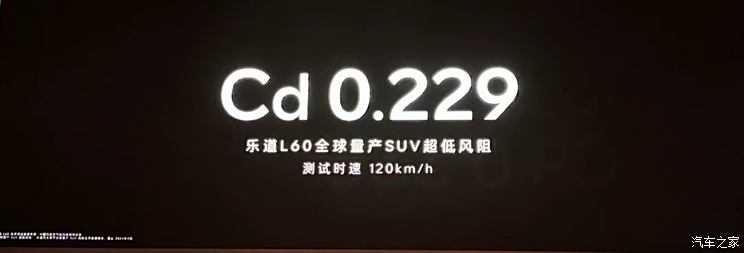 Cd 0.229
乐道L60全球量产SUV超低风阻
测试时速 120km/h
汽车之家